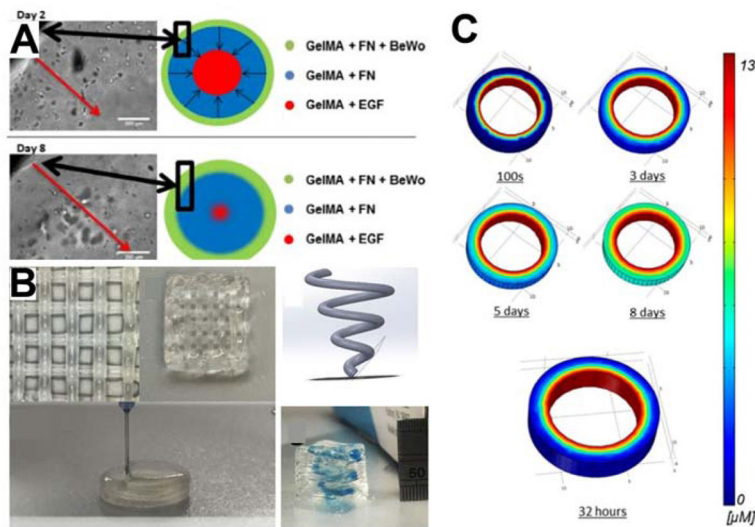 A
Day 2
GelMA + FN + BeWo
GelMA + FN
GelMA + EGF
Day 8
GelMA + FN + BeWo
GelMA + FN
GelMA + EGF
B
60
C
13
100s
3 days
5 days
8 days
32 hours
0
[µM]